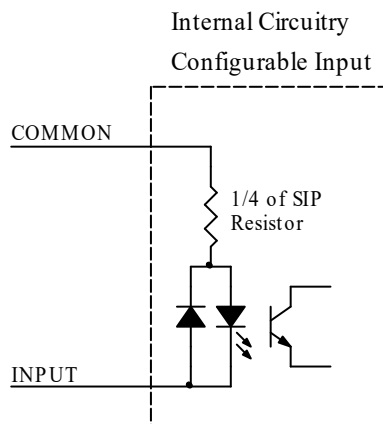 Internal Circuitry
Configurable Input
COMMON
1/4 of SIP
Resistor
INPUT